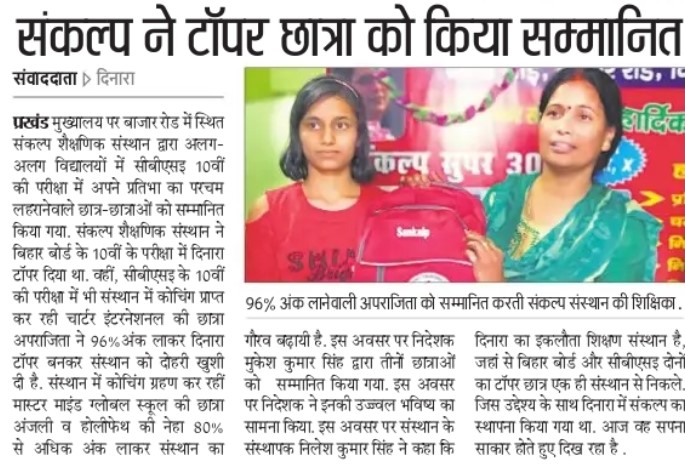 संकल्प ने टॉपर छात्रा को किया सम्मानित
संवाददाता ▷ दिनारा
प्रखंड मुख्यालय पर बाजार रोड में स्थित
संकल्प शैक्षणिक संस्थान द्वारा अलग-
अलग विद्यालयों में सीबीएसइ 10वीं
की परीक्षा में अपने प्रतिभा का परचम
लहरानेवाले छात्र-छात्राओं को सम्मानित
किया गया. संकल्प शैक्षणिक संस्थान ने
बिहार बोर्ड के 10वीं के परीक्षा में दिनारा
टॉपर दिया था. वहीं, सीबीएसइ के 10वीं
की परीक्षा में भी संस्थान में कोचिंग प्राप्त
कर रही चार्टर इंटरनेशनल की छात्रा
अपराजिता ने 96%अंक लाकर दिनारा
टॉपर बनकर संस्थान को दोहरी खुशी
दी है. संस्थान में कोचिंग ग्रहण कर रहीं
मास्टर माइंड ग्लोबल स्कूल की छात्रा
अंजली व होलीफेथ की नेहा 80%
से अधिक अंक लाकर संस्थान का
रोड, दि
हार्दिक
कल्प सुपर 30
Sankalp
96% अंक लानेवाली अपराजिता को सम्मानित करती संकल्प संस्थान की शिक्षिका.
गौरव बढ़ायी है. इस अवसर पर निदेशक
मुकेश कुमार सिंह द्वारा तीनों छात्राओं
को सम्मानित किया गया. इस अवसर
पर निदेशक ने इनकी उज्ज्वल भविष्य का
सामना किया. इस अवसर पर संस्थान के
संस्थापक निलेश कुमार सिंह ने कहा कि
दिनारा का इकलौता शिक्षण संस्थान है,
जहां से बिहार बोर्ड और सीबीएसइ दोनों
का टॉपर छात्र एक ही संस्थान से निकले.
जिस उद्देश्य के साथ दिनारा में संकल्प का
स्थापना किया गया था. आज वह सपना
साकार होते हुए दिख रहा है .